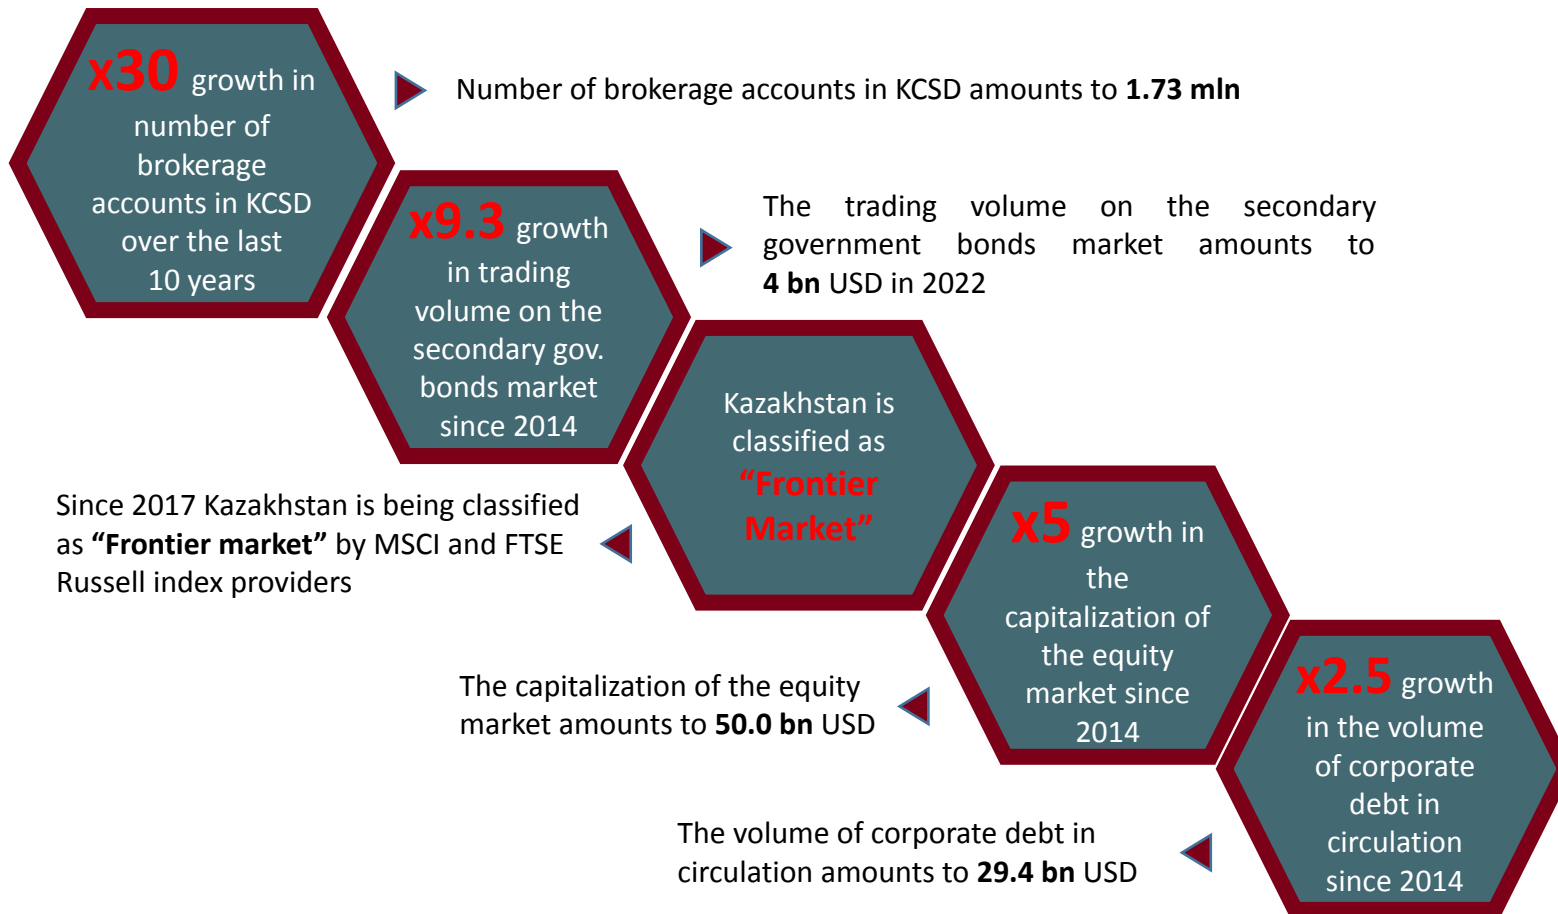 x30 growth in
number of
brokerage
accounts in KCSD
over the last
10 years
Number of brokerage accounts in KCSD amounts to 1.73 mln
x9.3 growth
in trading
volume on the
secondary gov.
bonds market
since 2014
The trading volume on the secondary
government bonds market amounts to
4 bn USD in 2022
Kazakhstan is
classified as
“Frontier
Market”
Since 2017 Kazakhstan is being classified
as “Frontier market” by MSCI and FTSE
Russell index providers
x5 growth in
the
capitalization of
the equity
market since
2014
The capitalization of the equity
market amounts to 50.0 bn USD
x2.5 growth
in the volume
of corporate
debt in
circulation
since 2014
The volume of corporate debt in
circulation amounts to 29.4 bn USD